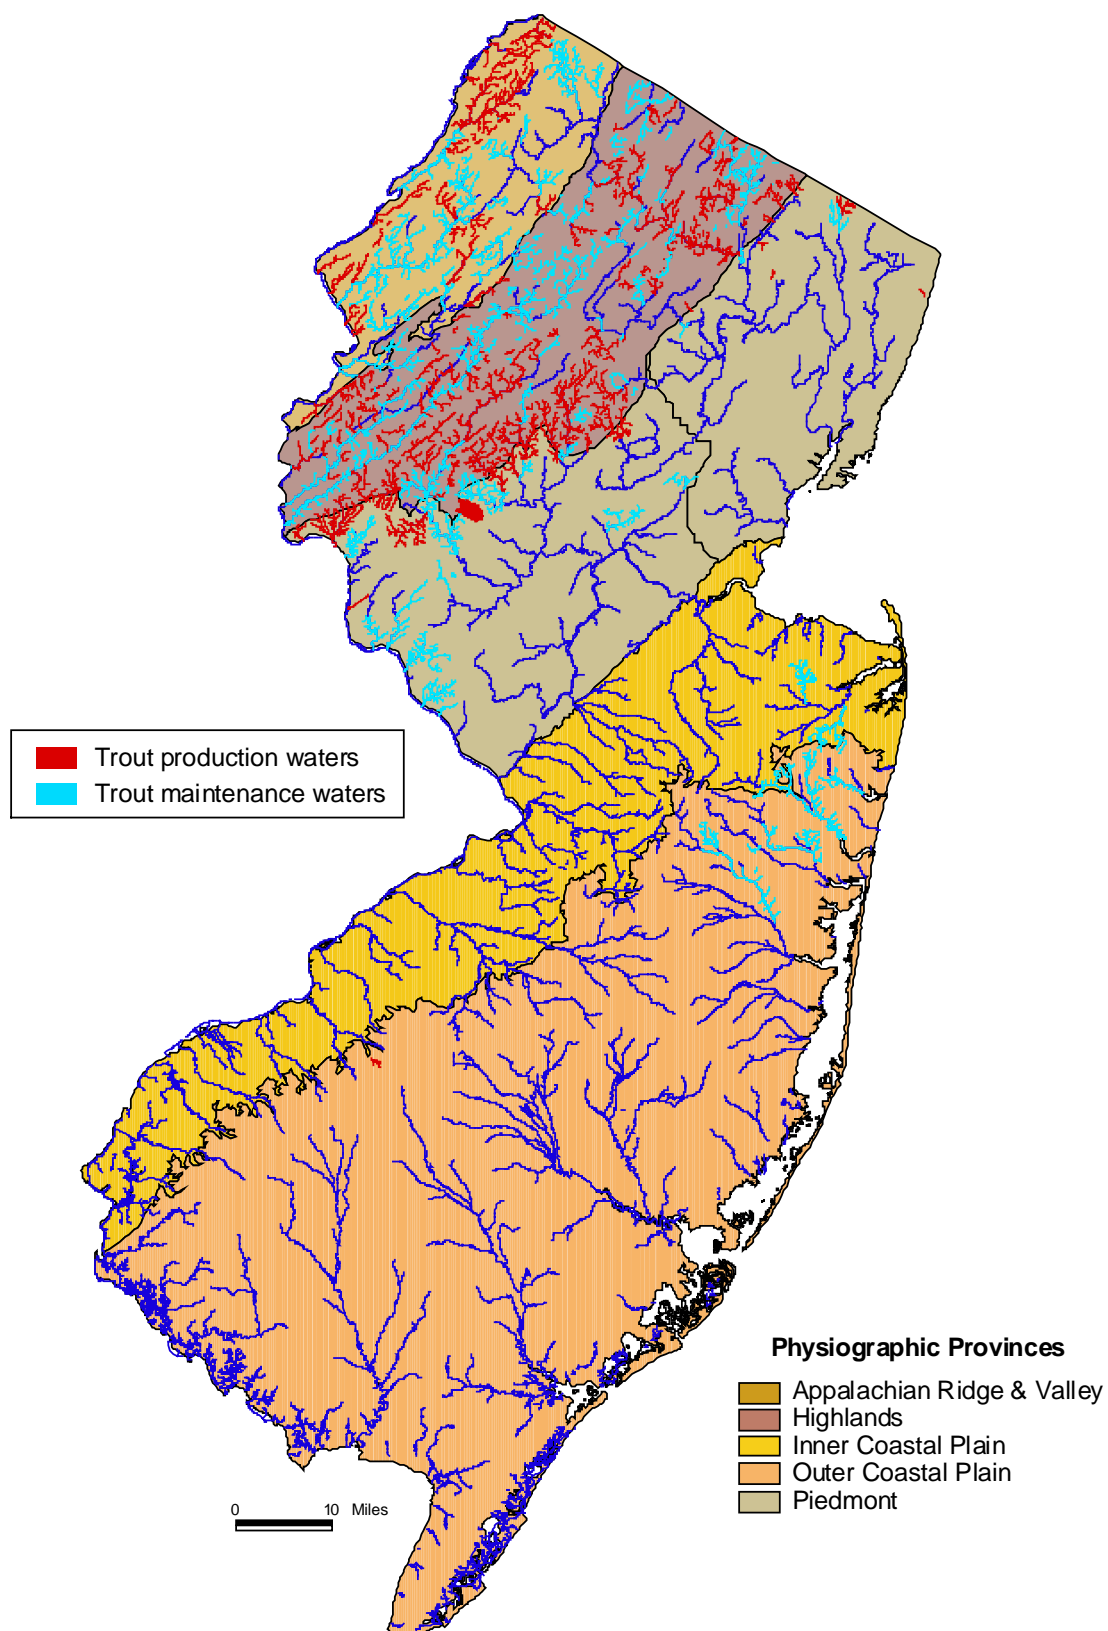 Trout production waters
Trout maintenance waters
Physiographic Provinces
Appalachian Ridge & Valley
Highlands
Inner Coastal Plain
Outer Coastal Plain
Piedmont
0 10 Miles